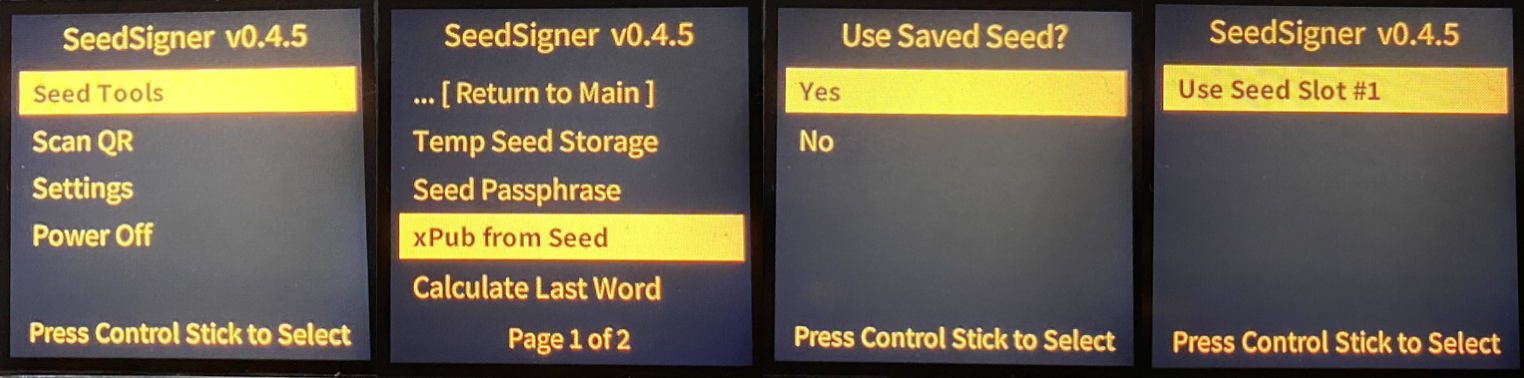 SeedSigner v0.4.5
Seed Tools
Scan QR
Settings
Power Off
Press Control Stick to Select
SeedSigner v0.4.5
... [ Return to Main ]
Temp Seed Storage
Seed Passphrase
xPub from Seed
Calculate Last Word
Page 1 of 2
Use Saved Seed?
Yes
No
Press Control Stick to Select
SeedSigner v0.4.5
Use Seed Slot #1
Press Control Stick to Select